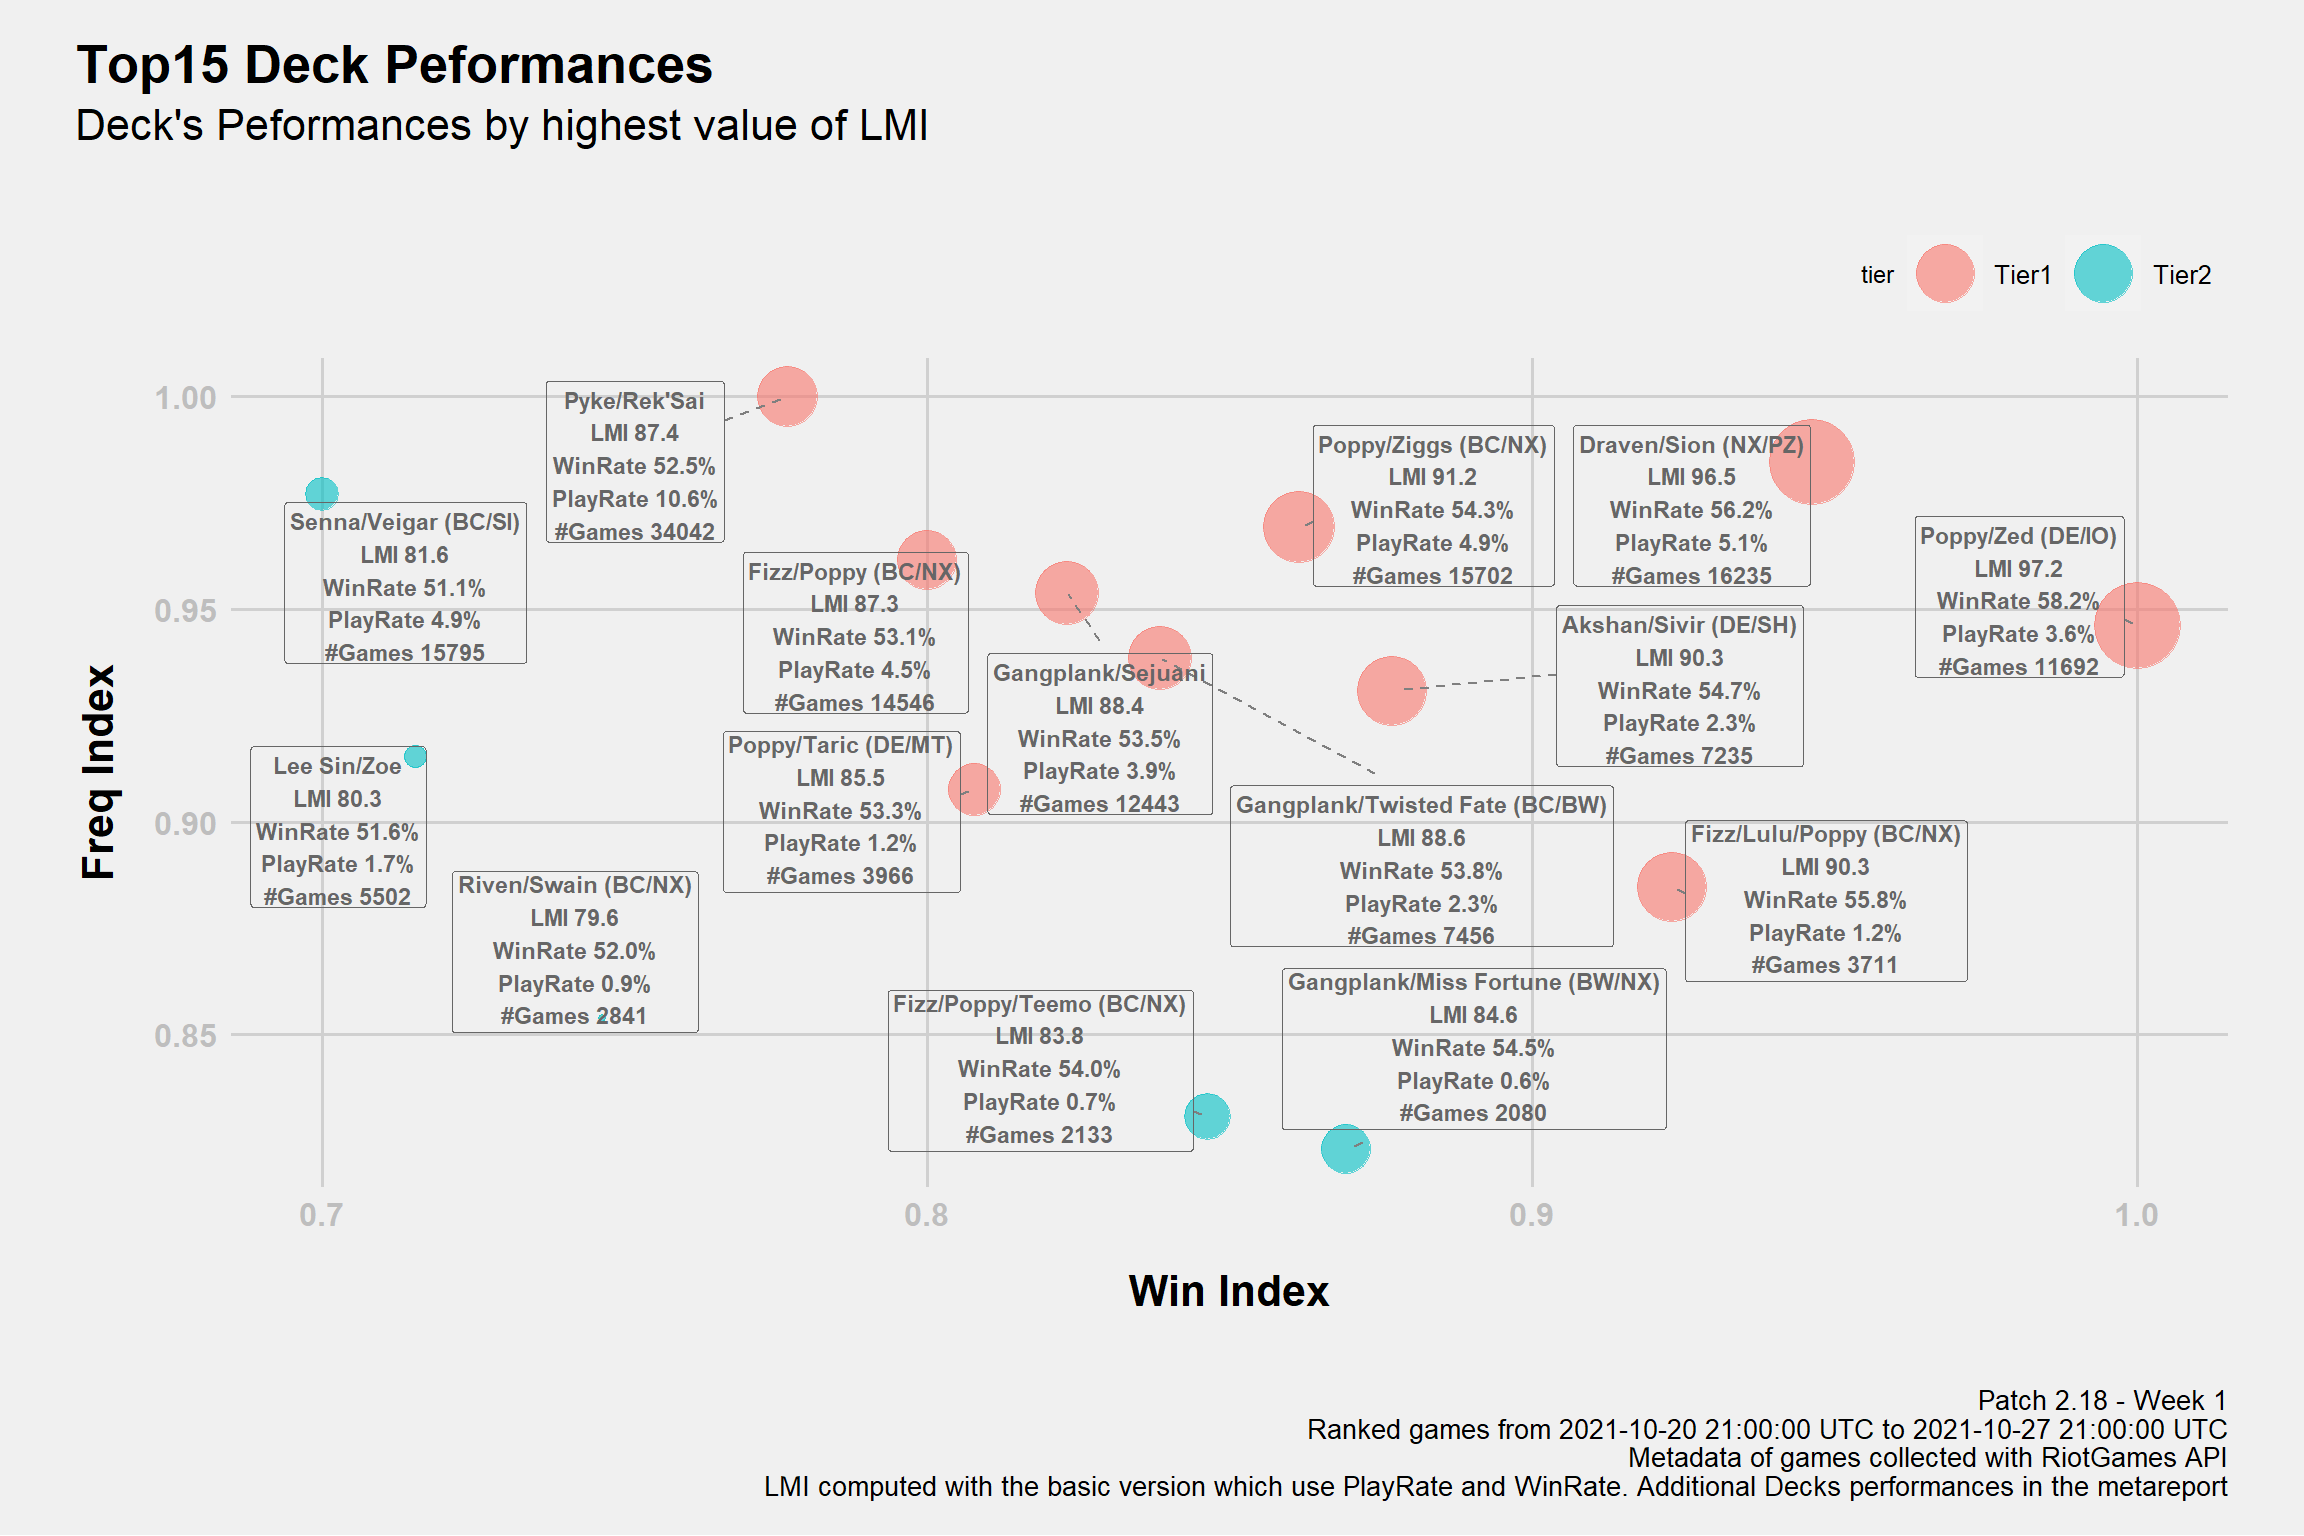 Top15 Deck Peformances
Deck's Peformances by highest value of LMI
tier
Tier1
Tier2
1.00
0.95
0.90
0.85
Freq Index
Pyke/Rek'Sai
LMI 87.4
WinRate 52.5%
PlayRate 10.6%
#Games 34042
Poppy/Ziggs (BC/NX)
LMI 91.2
WinRate 54.3%
PlayRate 4.9%
#Games 15702
Draven/Sion (NX/PZ)
LMI 96.5
WinRate 56.2%
PlayRate 5.1%
#Games 16235
Senna/Veigar (BC/SI)
LMI 81.6
WinRate 51.1%
PlayRate 4.9%
#Games 15795
Poppy/Zed (DE/IO)
LMI 97.2
WinRate 58.2%
PlayRate 3.6%
#Games 11692
Fizz/Poppy (BC/NX)
LMI 87.3
WinRate 53.1%
PlayRate 4.5%
#Games 14546
Akshan/Sivir (DE/SH)
LMI 90.3
WinRate 54.7%
PlayRate 2.3%
#Games 7235
Gangplank/Sejuani
LMI 88.4
WinRate 53.5%
PlayRate 3.9%
#Games 12443
Poppy/Taric (DE/MT)
LMI 85.5
WinRate 53.3%
PlayRate 1.2%
#Games 3966
Lee Sin/Zoe
LMI 80.3
WinRate 51.6%
PlayRate 1.7%
#Games 5502
Gangplank/Twisted Fate (BC/BW)
LMI 88.6
WinRate 53.8%
PlayRate 2.3%
#Games 7456
Fizz/Lulu/Poppy (BC/NX)
LMI 90.3
WinRate 55.8%
PlayRate 1.2%
#Games 3711
Riven/Swain (BC/NX)
LMI 79.6
WinRate 52.0%
PlayRate 0.9%
#Games 2841
Gangplank/Miss Fortune (BW/NX)
LMI 84.6
WinRate 54.5%
PlayRate 0.6%
#Games 2080
Fizz/Poppy/Teemo (BC/NX)
LMI 83.8
WinRate 54.0%
PlayRate 0.7%
#Games 2133
0.7
0.8
0.9
1.0
Win Index
Patch 2.18 - Week 1
Ranked games from 2021-10-20 21:00:00 UTC to 2021-10-27 21:00:00 UTC
Metadata of games collected with RiotGames API
LMI computed with the basic version which use PlayRate and WinRate. Additional Decks performances in the metareport